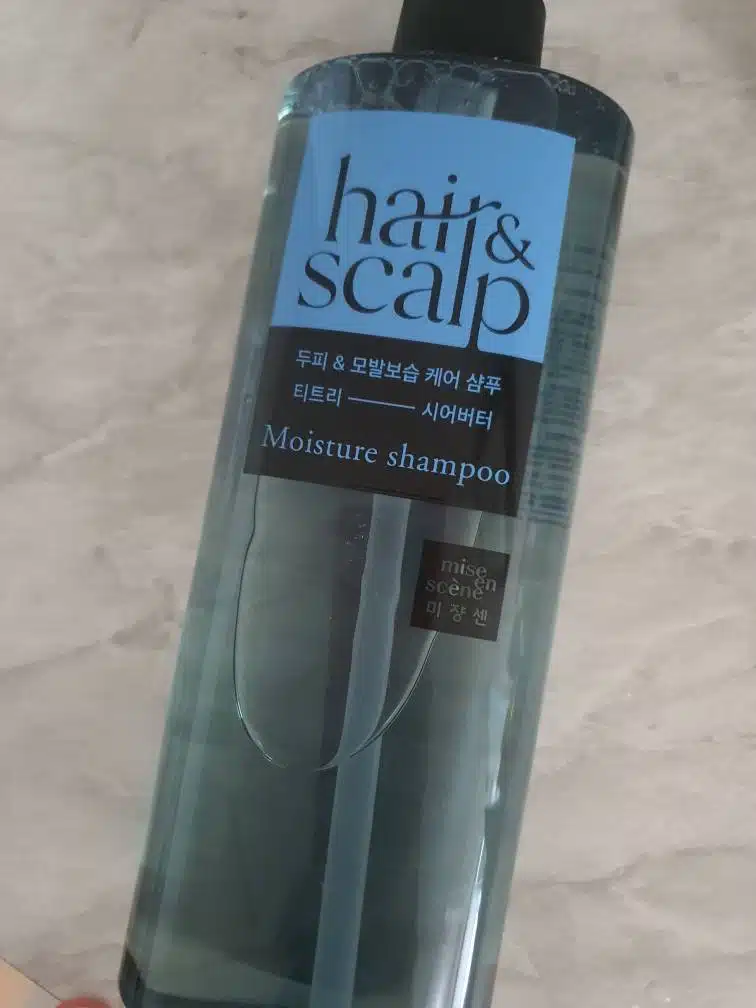 hair &
scalp
두피 & 모발보습 케어 샴푸
티트리 시어버터
Moisture shampoo
mise
en
scène
미쟝센